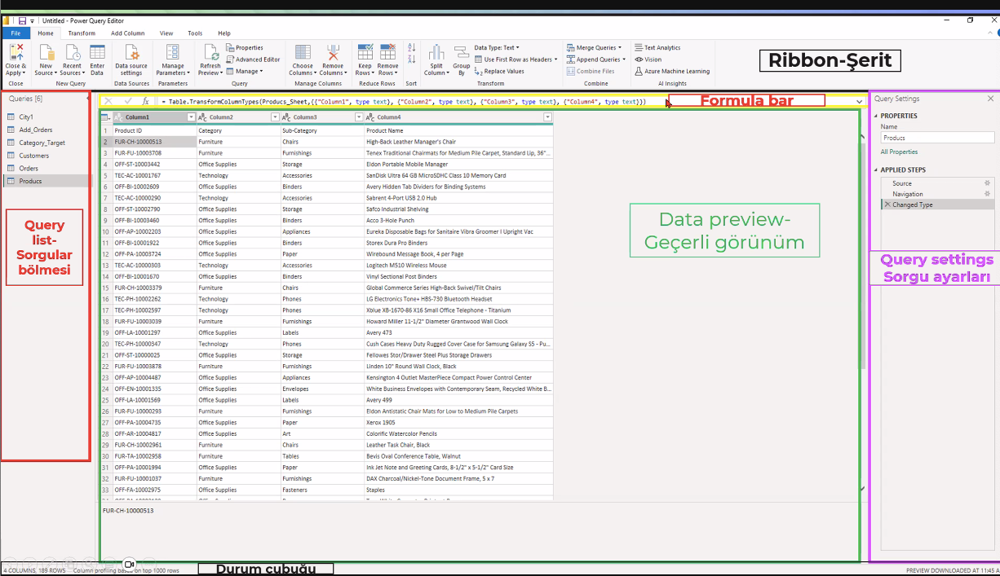 Untitled - Power Query Editor
File Home Transform Add Column View Tools Help
Close & Apply
New Source
Recent Sources
Enter Data
Data source settings
Manage Parameters
Refresh Preview
Properties
Advanced Editor
Manage
Choose Columns
Remove Columns
Keep Rows
Remove Rows
Split Column
Group By
Data Type: Text
Use First Row as Headers
Replace Values
Merge Queries
Append Queries
Combine Files
Text Analytics
Vision
Azure Machine Learning
Close New Query Data Sources Parameters Query Manage Columns Reduce Rows Sort Transform Combine AI Insights
Ribbon-Şerit
Queries [6]
City1
Add_Orders
Category_Target
Customers
Orders
Producs
Query
list-
Sorgular
bölmesi
fx = Table.TransformColumnTypes(Producs_Sheet,{{"Column1", type text}, {"Column2", type text}, {"Column3", type text}, {"Column4", type text}})
Formula bar
Column1 Column2 Column3 Column4
1 Product ID Category Sub-Category Product Name
2 FUR-CH-10000513 Furniture Chairs High-Back Leather Manager's Chair
3 FUR-FU-10003708 Furniture Furnishings Tenex Traditional Chairmats for Medium Pile Carpet, Standard Lip, 36"...
4 OFF-ST-10003442 Office Supplies Storage Eldon Portable Mobile Manager
5 TEC-AC-10001767 Technology Accessories SanDisk Ultra 64 GB MicroSDHC Class 10 Memory Card
6 OFF-BI-10002609 Office Supplies Binders Avery Hidden Tab Dividers for Binding Systems
7 TEC-AC-10000290 Technology Accessories Sabrent 4-Port USB 2.0 Hub
8 OFF-ST-10002790 Office Supplies Storage Safco Industrial Shelving
9 OFF-BI-10003460 Office Supplies Binders Acco 3-Hole Punch
10 OFF-AP-10002203 Office Supplies Appliances Eureka Disposable Bags for Sanitaire Vibra Groomer I Upright Vac
11 OFF-BI-10001922 Office Supplies Binders Storex Dura Pro Binders
12 OFF-PA-10003724 Office Supplies Paper Wirebound Message Book, 4 per Page
13 TEC-AC-10000303 Technology Accessories Logitech M510 Wireless Mouse
14 OFF-BI-10001670 Office Supplies Binders Vinyl Sectional Post Binders
15 FUR-CH-10003379 Furniture Chairs Global Commerce Series High-Back Swivel/Tilt Chairs
16 TEC-PH-10002262 Technology Phones LG Electronics Tone+ HBS-730 Bluetooth Headset
17 TEC-PH-10002597 Technology Phones Xblue XB-1670-86 X16 Small Office Telephone - Titanium
18 FUR-FU-10003039 Furniture Furnishings Howard Miller 11-1/2" Diameter Grantwood Wall Clock
19 OFF-LA-10001297 Office Supplies Labels Avery 473
20 TEC-PH-10000347 Technology Phones Cush Cases Heavy Duty Rugged Cover Case for Samsung Galaxy S5 - Pu...
21 OFF-ST-10000025 Office Supplies Storage Fellowes Stor/Drawer Steel Plus Storage Drawers
22 FUR-FU-10003878 Furniture Furnishings Linden 10" Round Wall Clock, Black
23 OFF-AP-10004487 Office Supplies Appliances Kensington 4 Outlet MasterPiece Compact Power Control Center
24 OFF-EN-10001335 Office Supplies Envelopes White Business Envelopes with Contemporary Seam, Recycled White B...
25 OFF-LA-10001569 Office Supplies Labels Avery 499
26 FUR-FU-10000293 Furniture Furnishings Eldon Antistatic Chair Mats for Low to Medium Pile Carpets
27 OFF-PA-10004735 Office Supplies Paper Xerox 1905
28 OFF-AR-10004817 Office Supplies Art Colorific Watercolor Pencils
29 FUR-CH-10002961 Furniture Chairs Leather Task Chair, Black
30 FUR-TA-10002958 Furniture Tables Bevis Oval Conference Table, Walnut
31 OFF-PA-10001994 Office Supplies Paper Ink Jet Note and Greeting Cards, 8-1/2" x 5-1/2" Card Size
32 FUR-FU-10001037 Furniture Furnishings DAX Charcoal/Nickel-Tone Document Frame, 5 x 7
33 OFF-FA-10002975 Office Supplies Fasteners Staples
Data preview-
Geçerli görünüm
Query Settings
PROPERTIES
Name
Producs
All Properties
APPLIED STEPS
Source
Navigation
Changed Type
Query settings
Sorgu ayarları
FUR-CH-10000513
4 COLUMNS, 189 ROWS Column profiling based on top 1000 rows
Durum çubuğu
PREVIEW DOWNLOADED AT 11:45